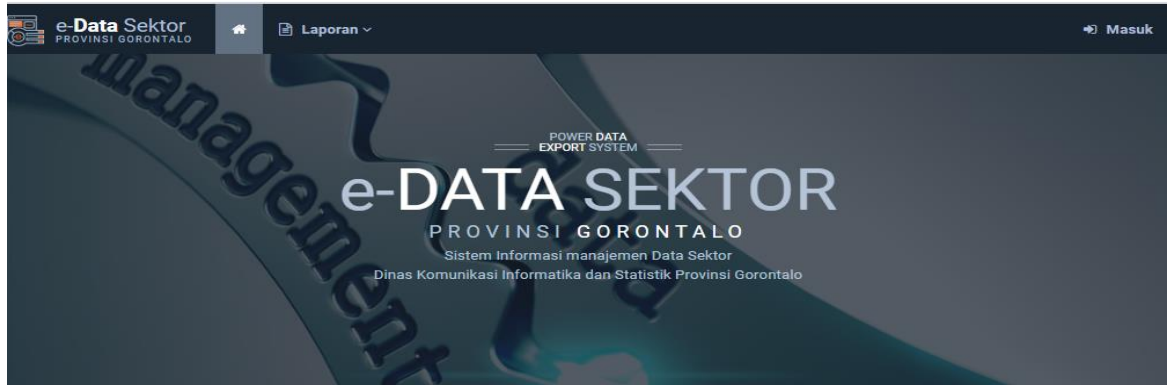 e-Data Sektor
PROVINSI GORONTALO
Laporan
Masuk
management
data
POWER DATA
EXPORT SYSTEM
e-DATA SEKTOR
PROVINSI GORONTALO
Sistem Informasi manajemen Data Sektor
Dinas Komunikasi Informatika dan Statistik Provinsi Gorontalo